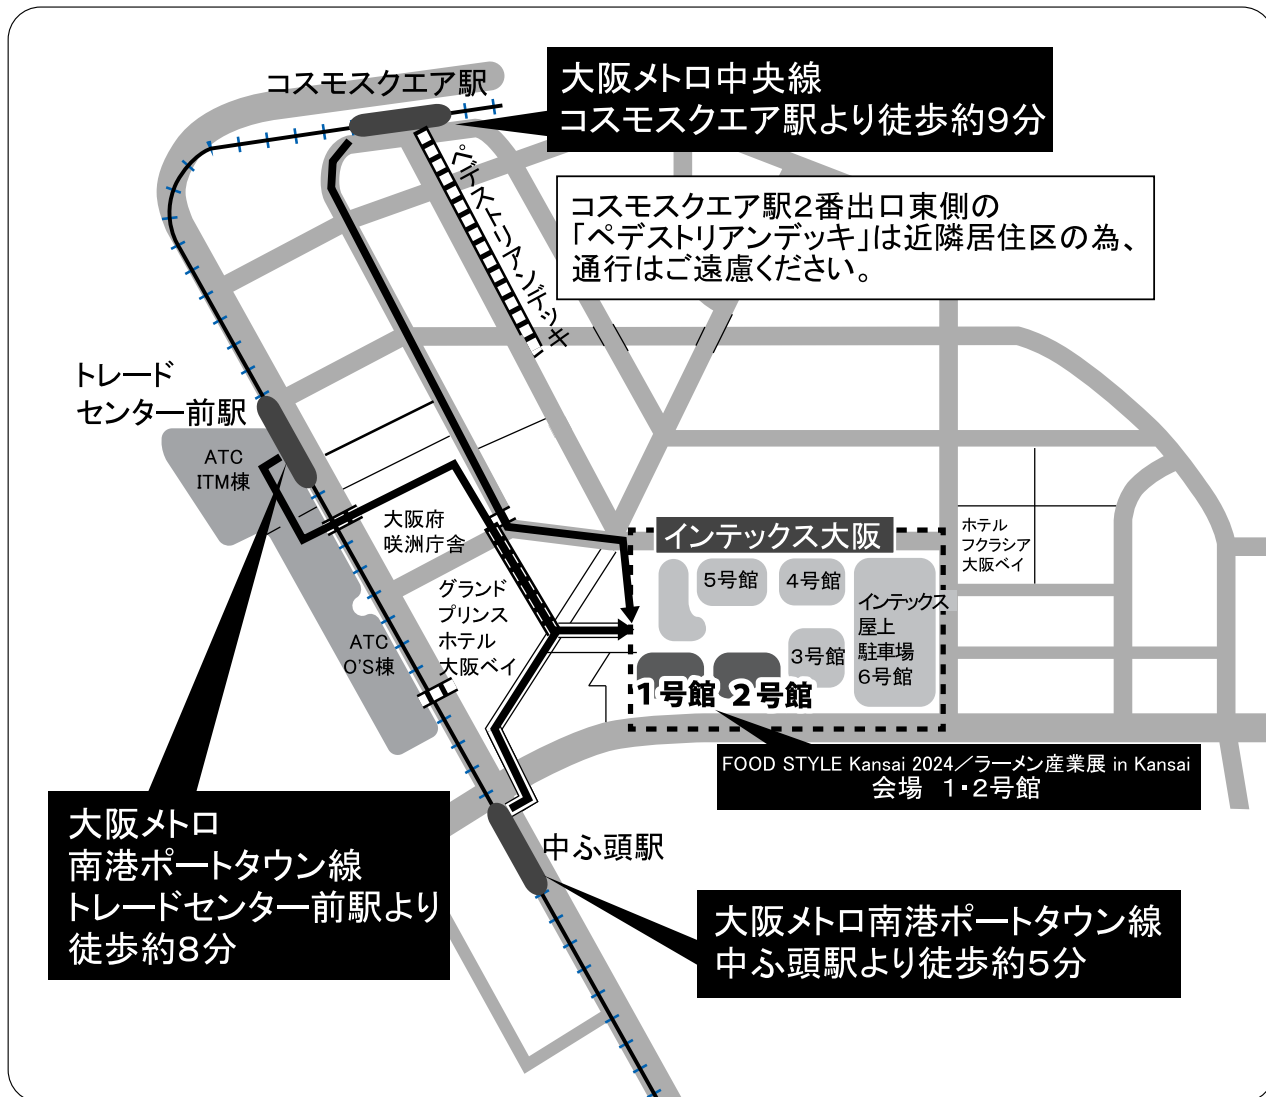 コスモスクエア駅
大阪メトロ中央線
コスモスクエア駅より徒歩約9分
ペデストリアンデッキ
コスモスクエア駅2番出口東側の
「ペデストリアンデッキ」は近隣居住区の為、
通行はご遠慮ください。
トレード
センター前駅
ATC
ITM棟
大阪府
咲洲庁舎
グランド
プリンス
ホテル
大阪ベイ
ATC
O'S棟
インテックス大阪
5号館
4号館
インテックス
屋上
駐車場
6号館
3号館
1号館
2号館
ホテル
フクラシア
大阪ベイ
FOOD STYLE Kansai 2024／ラーメン産業展 in Kansai
会場 1・2号館
大阪メトロ
南港ポートタウン線
トレードセンター前駅より
徒歩約8分
中ふ頭駅
大阪メトロ南港ポートタウン線
中ふ頭駅より徒歩約5分